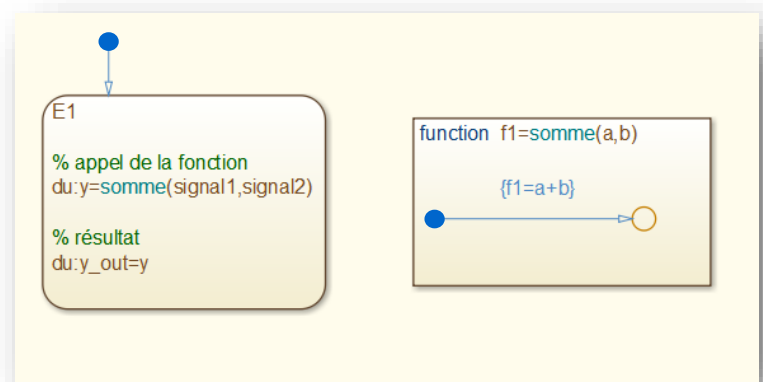 E1
% appel de la fonction
du:y=somme(signal1,signal2)
% résultat
du:y_out=y
function f1=somme(a,b)
{f1=a+b}